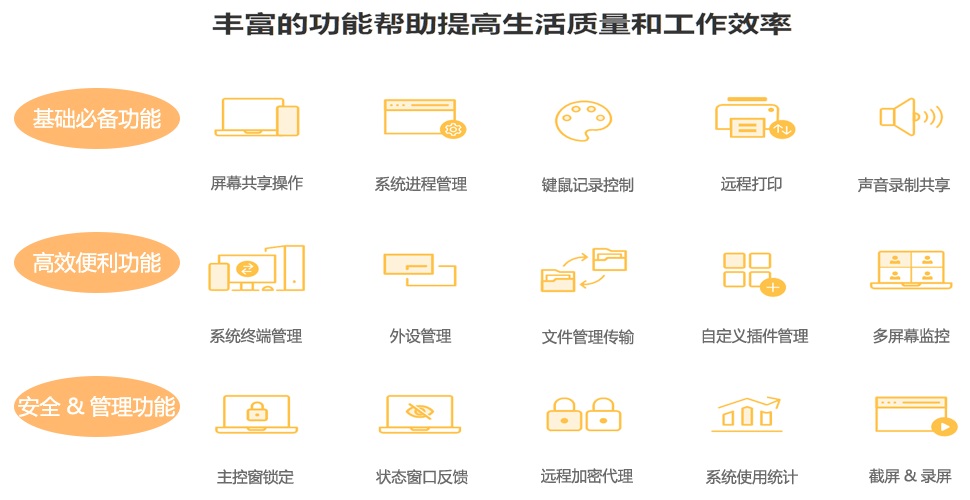 丰富的功能帮助提高生活质量和工作效率
基础必备功能
屏幕共享操作
系统进程管理
键鼠记录控制
远程打印
声音录制共享
高效便利功能
系统终端管理
外设管理
文件管理传输
自定义插件管理
多屏幕监控
安全 & 管理功能
主控窗锁定
状态窗口反馈
远程加密代理
系统使用统计
截屏 & 录屏